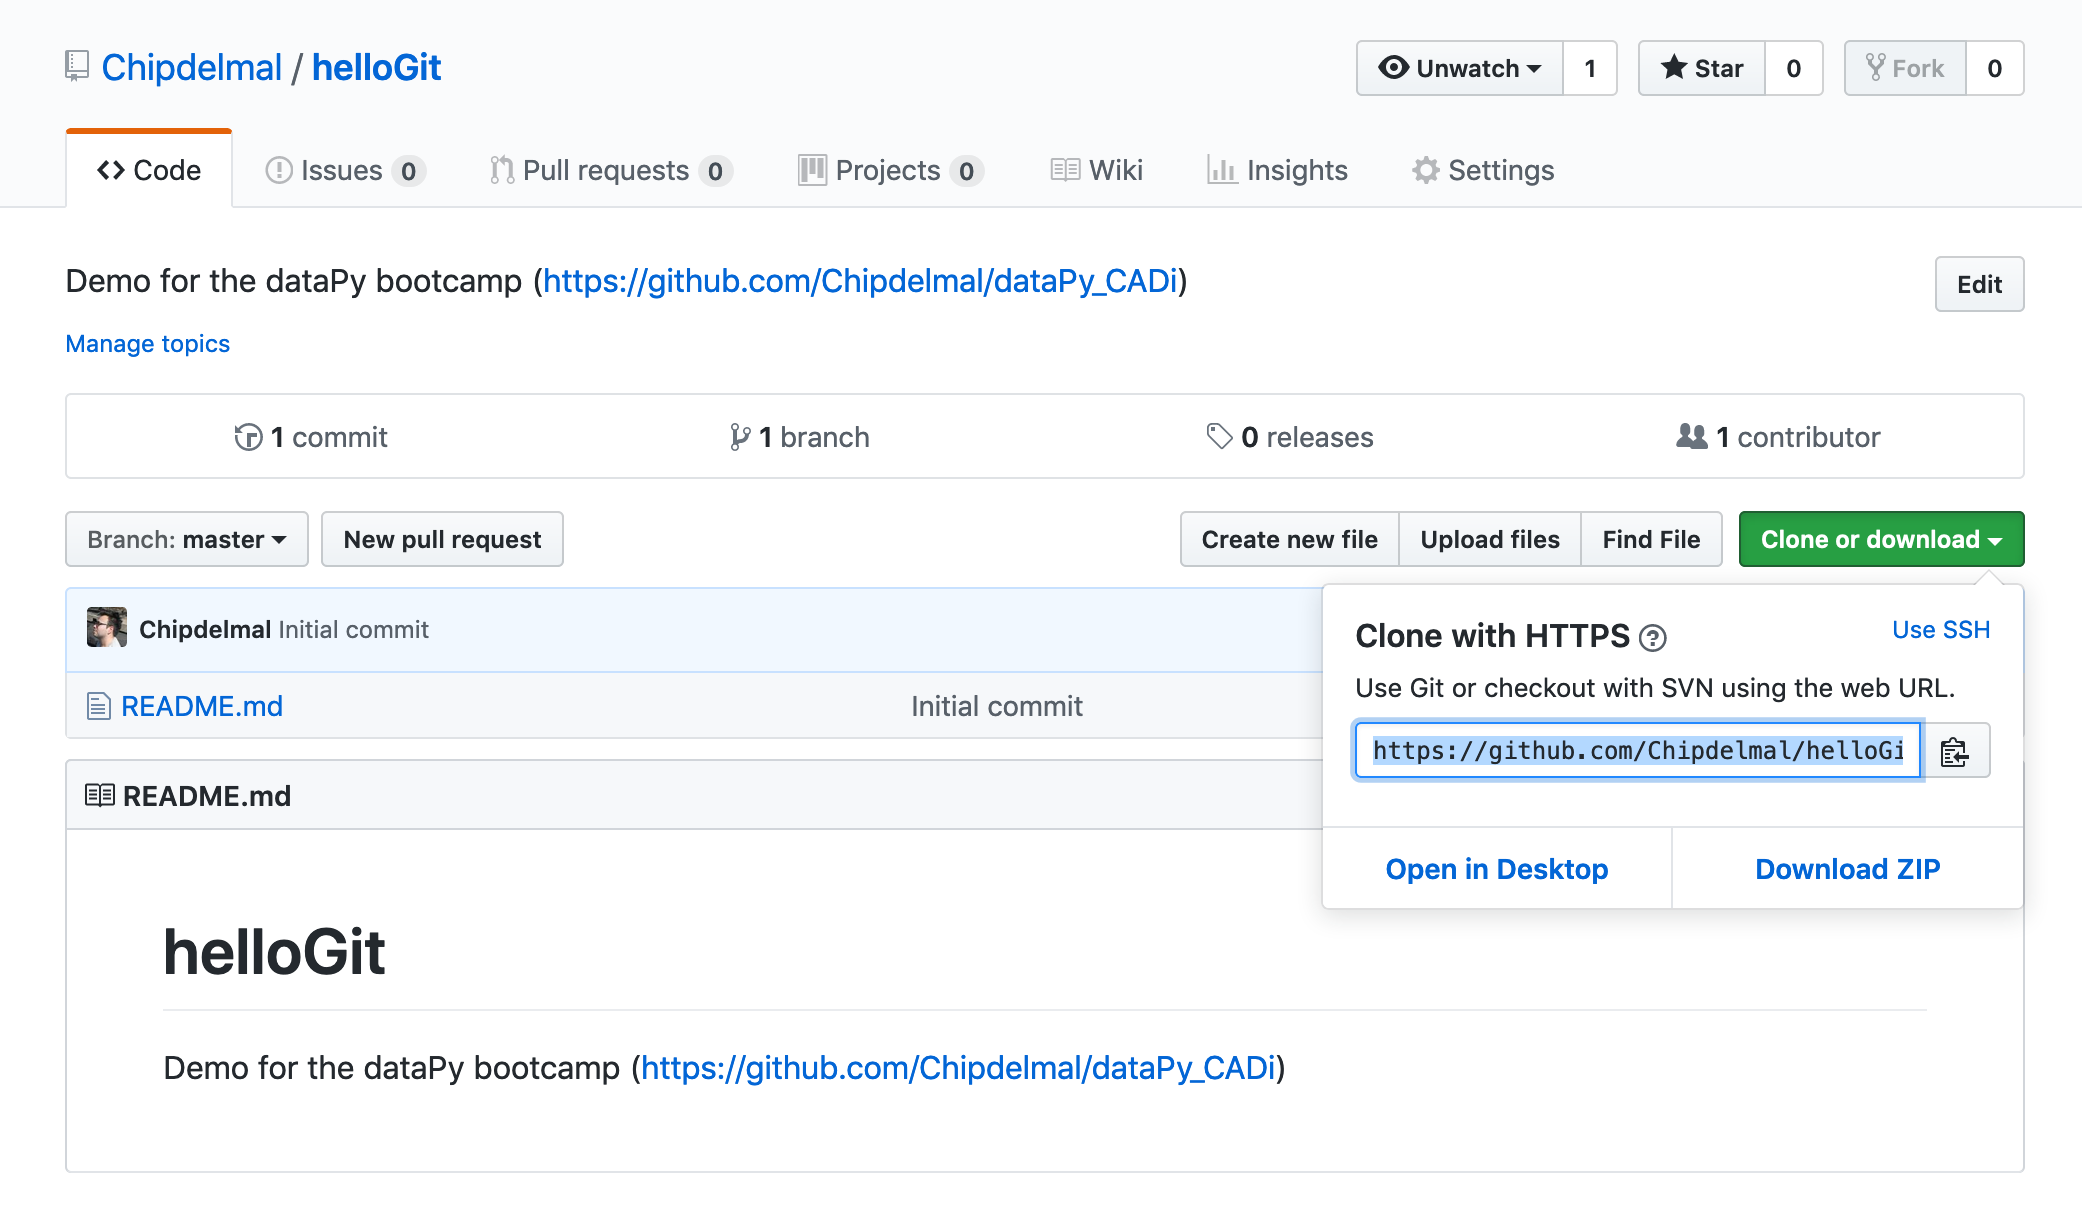 Chipdelmal / helloGit
Unwatch 1 Star 0 Fork 0
Code Issues 0 Pull requests 0 Projects 0 Wiki Insights Settings
Demo for the dataPy bootcamp (https://github.com/Chipdelmal/dataPy_CADi) Edit
Manage topics
1 commit 1 branch 0 releases 1 contributor
Branch: master New pull request Create new file Upload files Find File Clone or download
Chipdelmal Initial commit
README.md Initial commit
Clone with HTTPS Use SSH
Use Git or checkout with SVN using the web URL.
https://github.com/Chipdelmal/helloGi
Open in Desktop Download ZIP
README.md
helloGit
Demo for the dataPy bootcamp (https://github.com/Chipdelmal/dataPy_CADi)